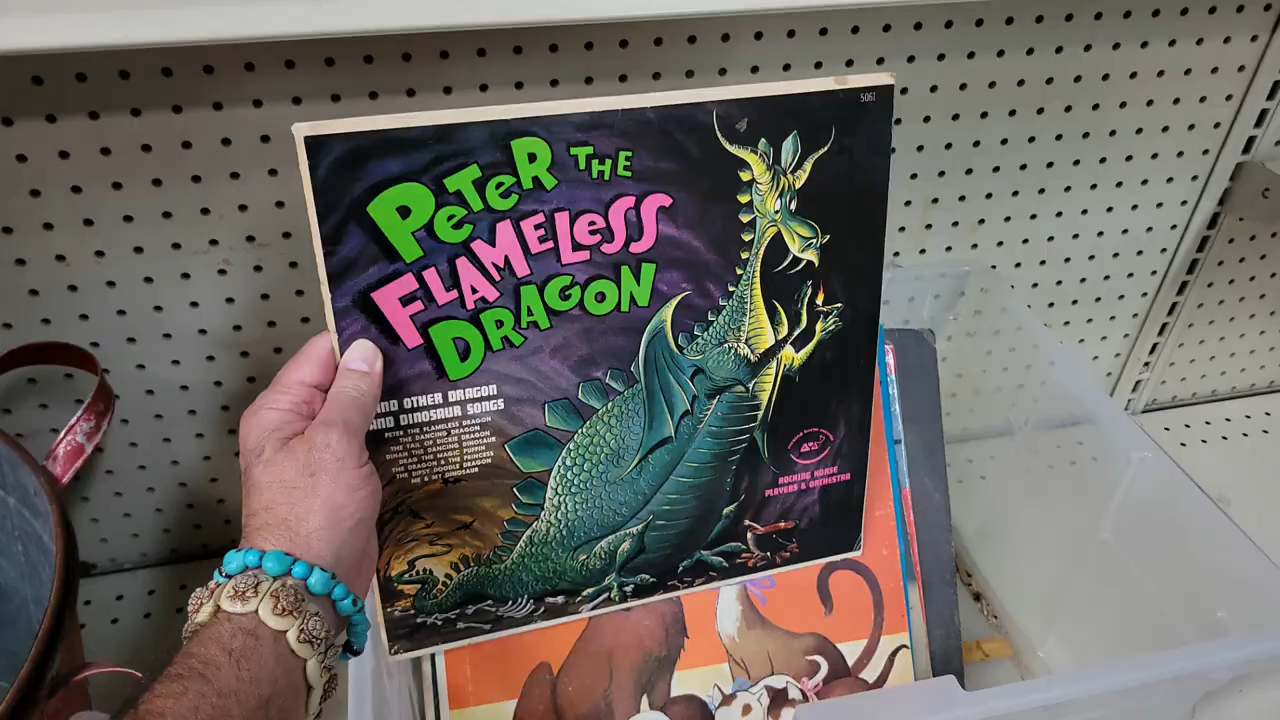 5061
PETER THE
FLAMELESS
DRAGON
AND OTHER DRAGON
AND DINOSAUR SONGS
PETER THE FLAMELESS DRAGON
THE DANCING DRAGON
THE TAIL OF DICKIE DRAGON
DINAH THE DANCING DINOSAUR
DRAG THE MAGIC PUFFIN
THE DRAGON & THE PRINCESS
THE DIPSY DOODLE DRAGON
ME & MY DINOSAUR
ROCKING HORSE
PLAYERS & ORCHESTRA